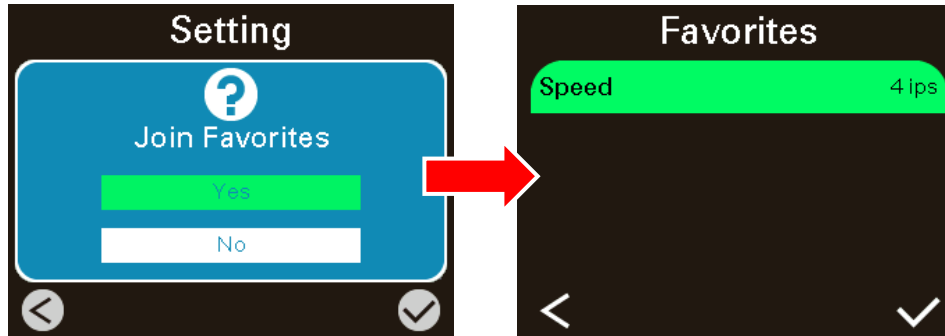 Setting
?
Join Favorites
Yes
No
Favorites
Speed 4 ips